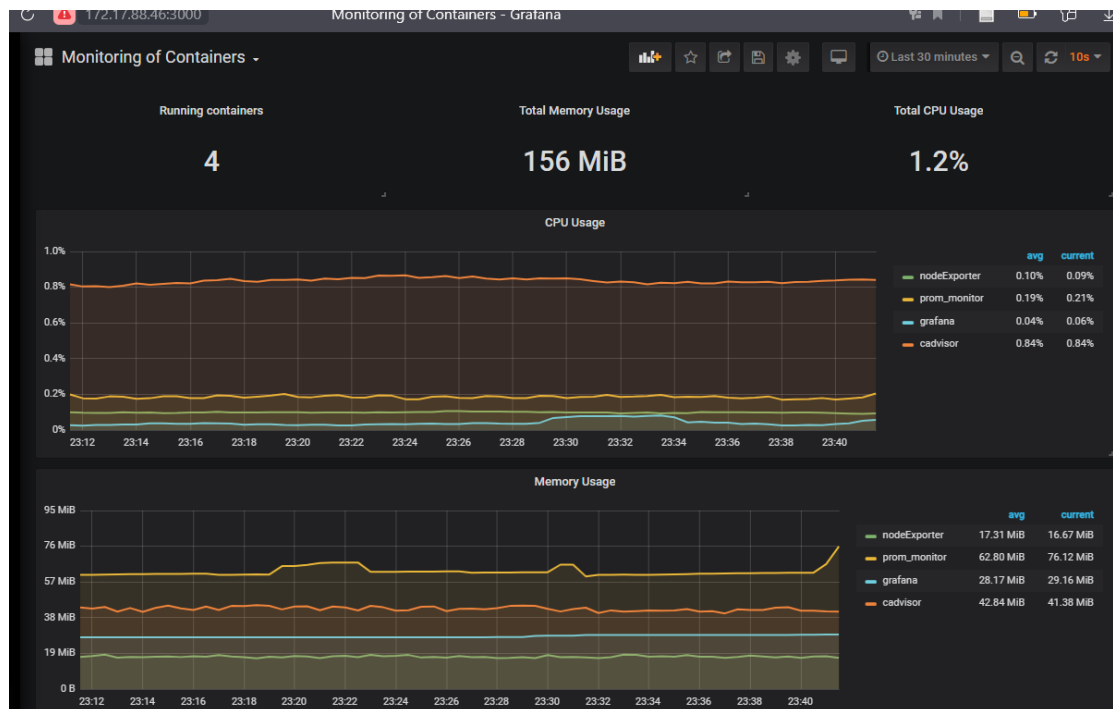 172.17.88.46:3000 Monitoring of Containers - Grafana
Monitoring of Containers
Last 30 minutes 10s
Running containers Total Memory Usage Total CPU Usage
4 156 MiB 1.2%
CPU Usage
1.0%
0.8%
0.6%
0.4%
0.2%
0%
23:12 23:14 23:16 23:18 23:20 23:22 23:24 23:26 23:28 23:30 23:32 23:34 23:36 23:38 23:40
avg current
nodeExporter 0.10% 0.09%
prom_monitor 0.19% 0.21%
grafana 0.04% 0.06%
cadvisor 0.84% 0.84%
Memory Usage
95 MiB
76 MiB
57 MiB
38 MiB
19 MiB
0 B
23:12 23:14 23:16 23:18 23:20 23:22 23:24 23:26 23:28 23:30 23:32 23:34 23:36 23:38 23:40
avg current
nodeExporter 17.31 MiB 16.67 MiB
prom_monitor 62.80 MiB 76.12 MiB
grafana 28.17 MiB 29.16 MiB
cadvisor 42.84 MiB 41.38 MiB